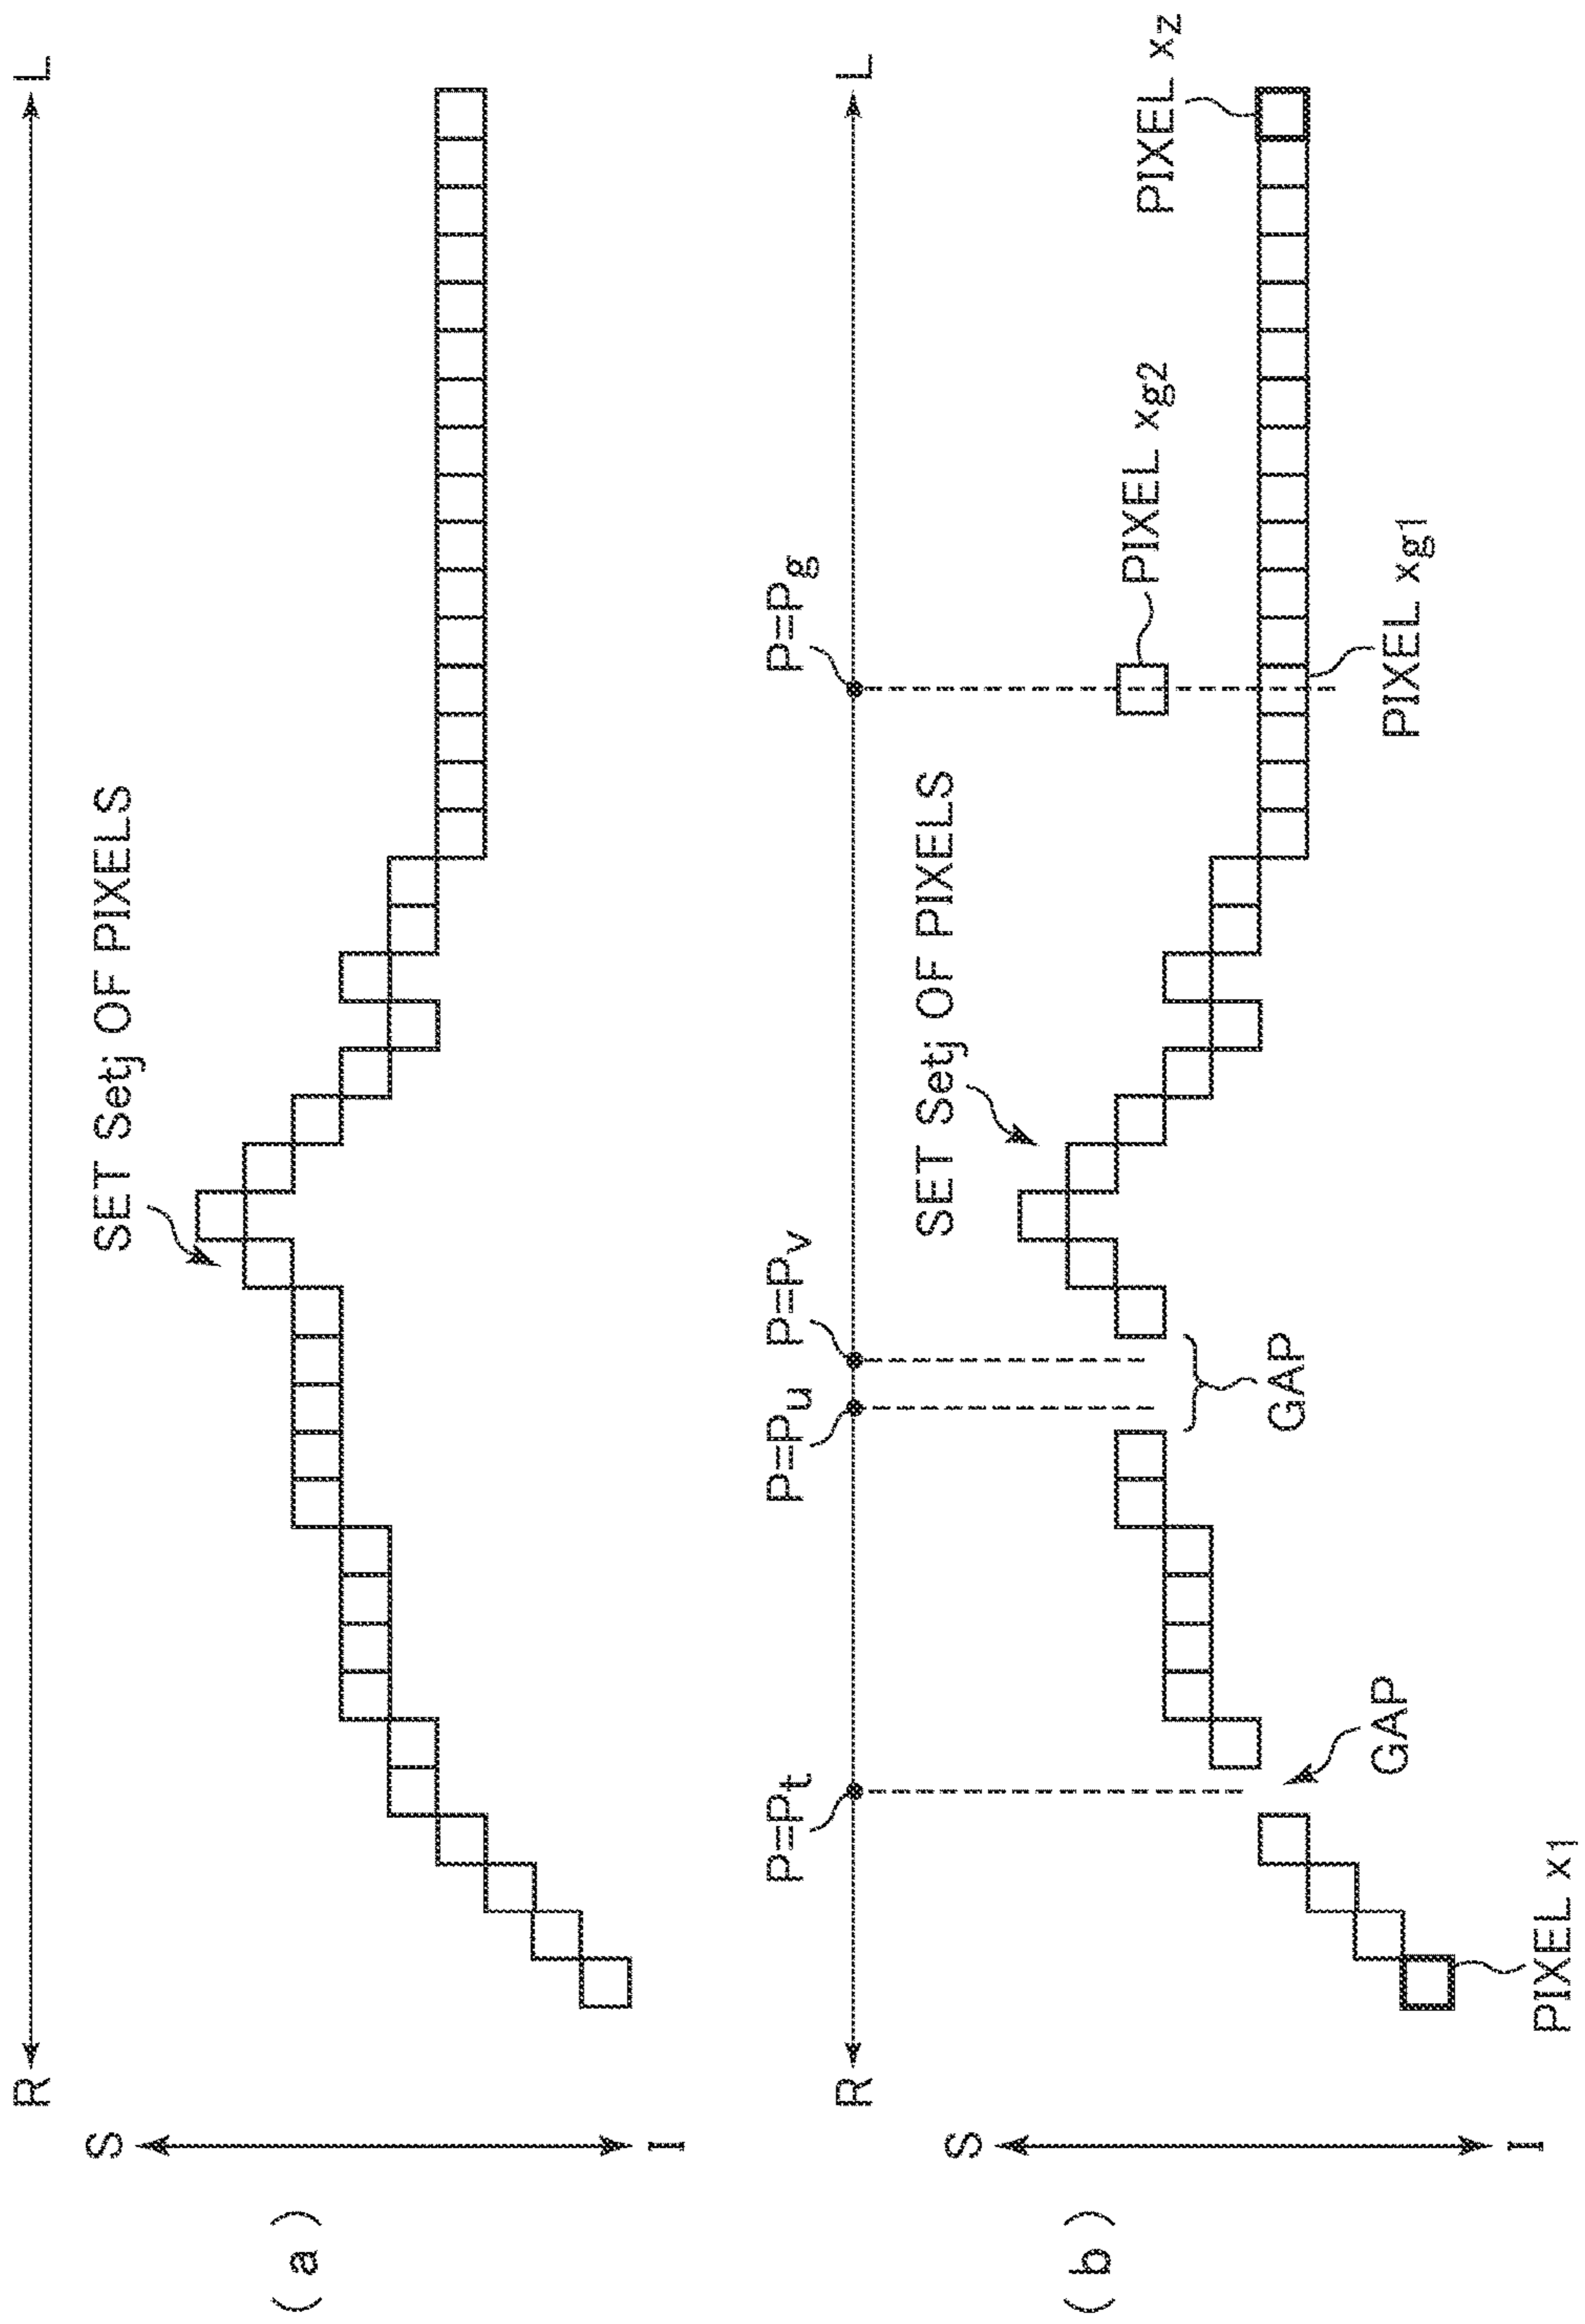 (a)
S
I
R
L
SET Setj OF PIXELS
(b)
S
I
R
L
P=Pt
P=Pu
P=Pv
P=Pg
SET Setj OF PIXELS
PIXEL xg2
PIXEL xz
GAP
GAP
PIXEL xg1
PIXEL x1